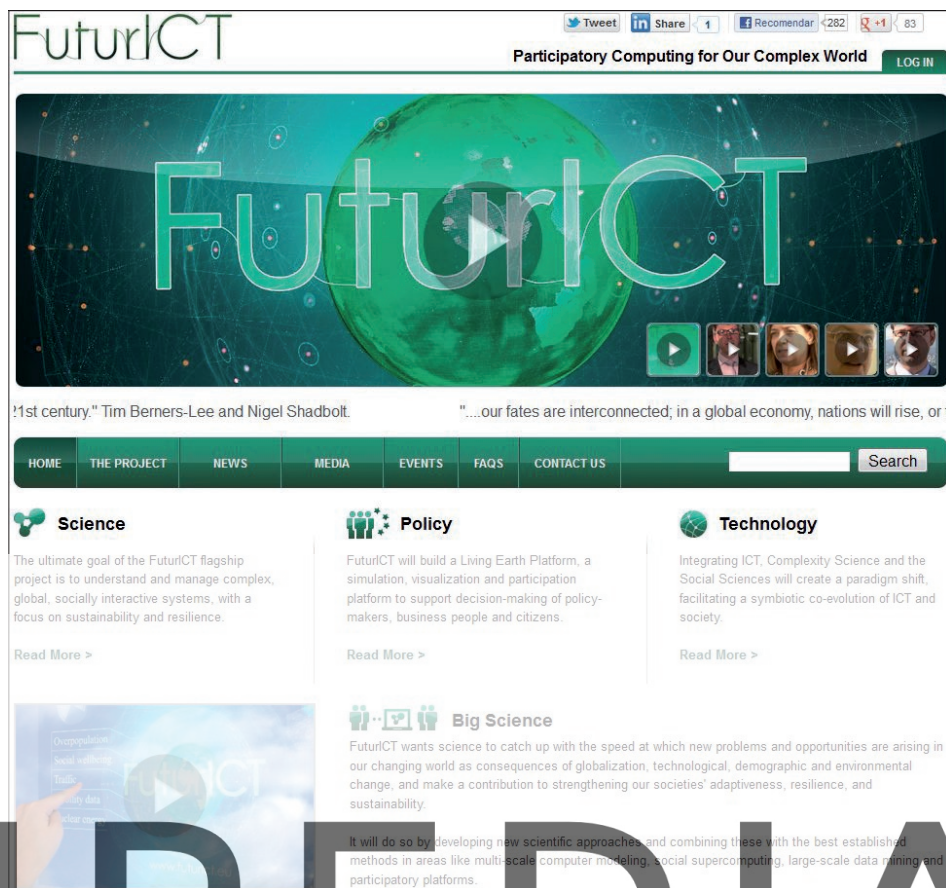 FuturICT
Tweet
in Share 1
Recomendar 282
+1 83
Participatory Computing for Our Complex World
LOG IN
FuturICT
21st century." Tim Berners-Lee and Nigel Shadbolt.
"....our fates are interconnected; in a global economy, nations will rise, or
HOME THE PROJECT NEWS MEDIA EVENTS FAQS CONTACT US Search
Science
The ultimate goal of the FuturICT flagship
project is to understand and manage complex,
global, socially interactive systems, with a
focus on sustainability and resilience.
Read More >
Policy
FuturICT will build a Living Earth Platform, a
simulation, visualization and participation
platform to support decision-making of policy-
makers, business people and citizens.
Read More >
Technology
Integrating ICT, Complexity Science and the
Social Sciences will create a paradigm shift,
facilitating a symbiotic co-evolution of ICT and
society.
Read More >
Overpopulation
Traffic
FuturICT
Big Science
FuturICT wants science to catch up with the speed at which new problems and opportunities are arising in
our changing world as consequences of globalization, technological, demographic and environmental
change, and make a contribution to strengthening our societies' adaptiveness, resilience, and
sustainability.
It will do so by developing new scientific approaches and combining these with the best established
methods in areas like multi-scale computer modeling, social supercomputing, large-scale data mining and
participatory platforms.